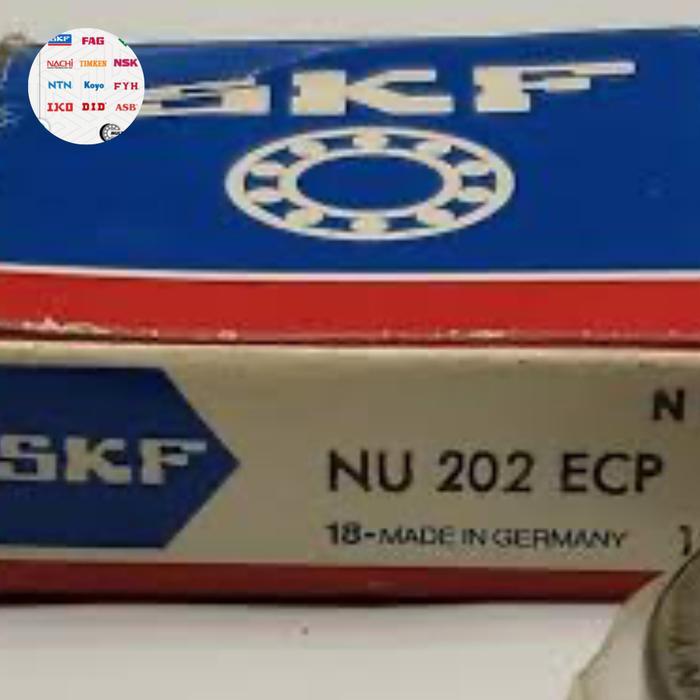 SKF FAG
NACHI TIMKEN NSK
NTN Koyo FYH
IKO D.I.D ASB
SKF
SKF
N
NU 202 ECP
18-MADE IN GERMANY